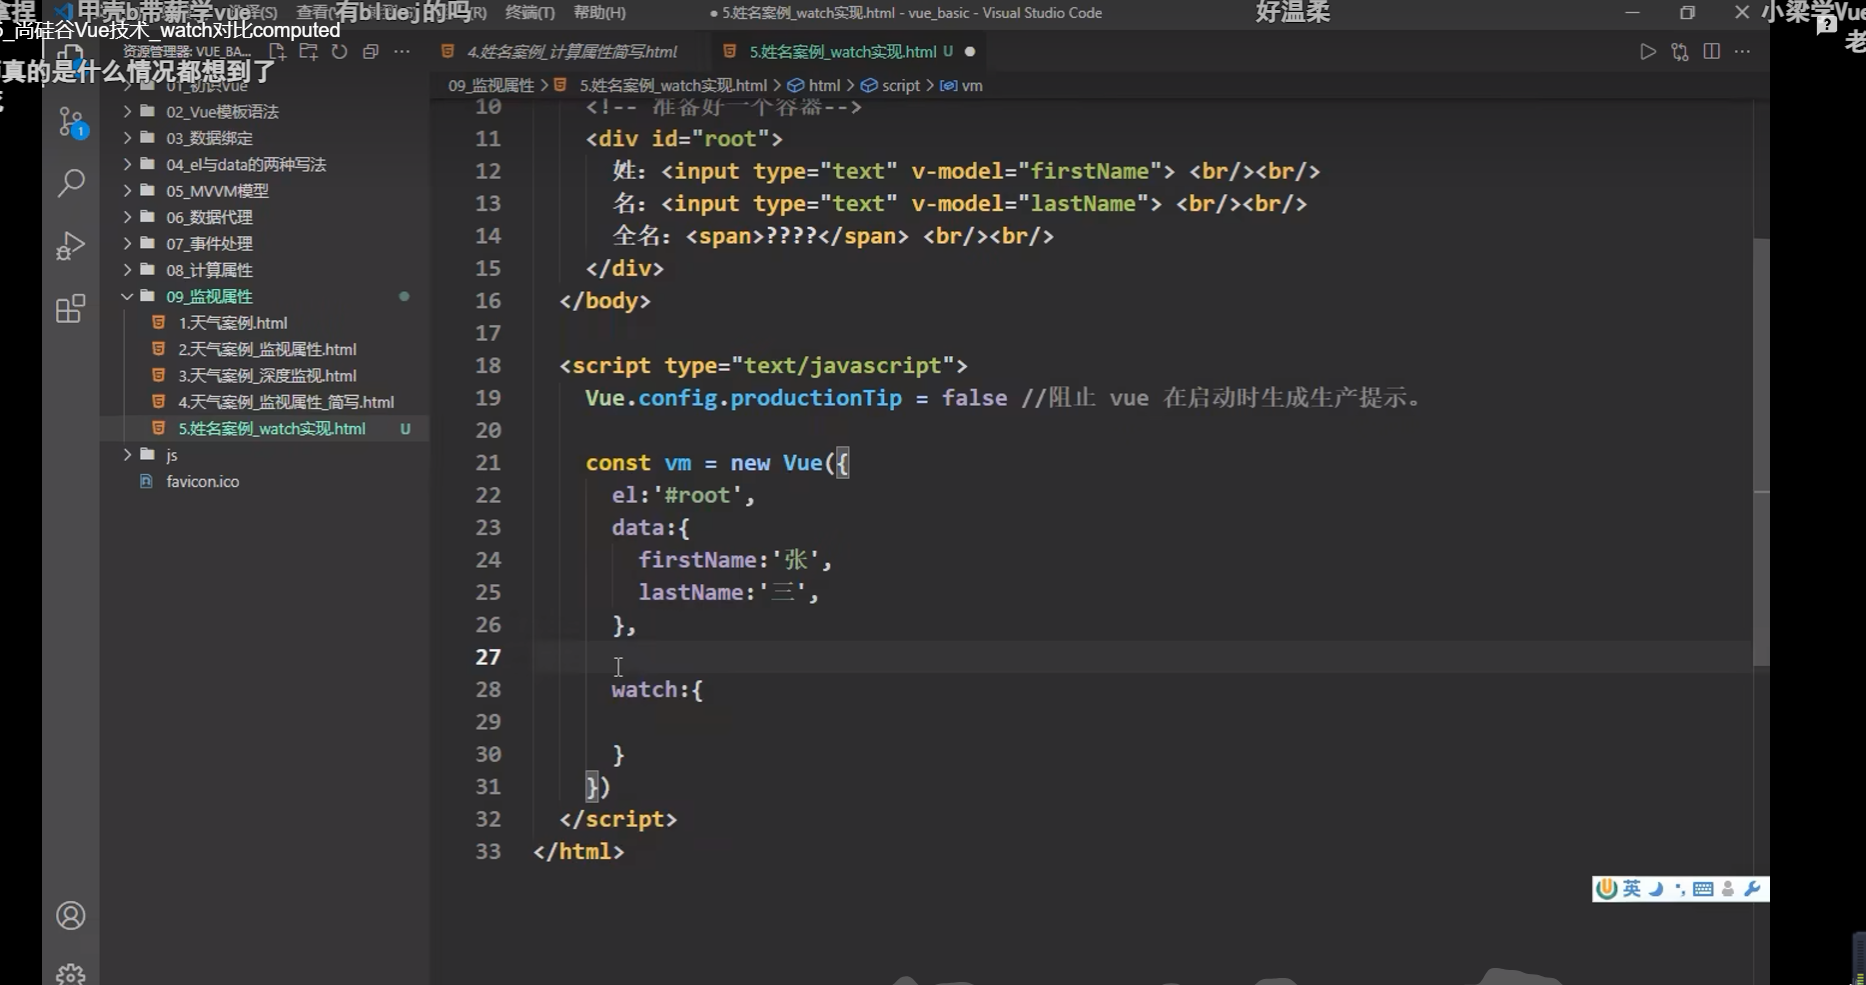 甲壳b带薪学vue
有bluej的吗
好温柔
小梁学Vue
终端(T) 帮助(H)
5.姓名案例_watch实现.html - vue_basic - Visual Studio Code
_尚硅谷Vue技术_watch对比computed
资源管理器: VUE_BA...
真的是什么情况都想到了
老
01_初识Vue
02_Vue模板语法
03_数据绑定
04_el与data的两种写法
05_MVVM模型
06_数据代理
07_事件处理
08_计算属性
09_监视属性
1.天气案例.html
2.天气案例_监视属性.html
3.天气案例_深度监视.html
4.天气案例_监视属性_简写.html
5.姓名案例_watch实现.html U
js
favicon.ico
1
4.姓名案例_计算属性简写.html
5.姓名案例_watch实现.html U
09_监视属性 > 5.姓名案例_watch实现.html > html > script > vm
10 <!-- 准备好一个容器-->
11 <div id="root">
12 姓：<input type="text" v-model="firstName"> <br/><br/>
13 名：<input type="text" v-model="lastName"> <br/><br/>
14 全名：<span>????</span> <br/><br/>
15 </div>
16 </body>
17
18 <script type="text/javascript">
19 Vue.config.productionTip = false //阻止 vue 在启动时生成生产提示。
20
21 const vm = new Vue({
22 el:'#root',
23 data:{
24 firstName:'张',
25 lastName:'三',
26 },
27
28 watch:{
29
30 }
31 })
32 </script>
33 </html>
英